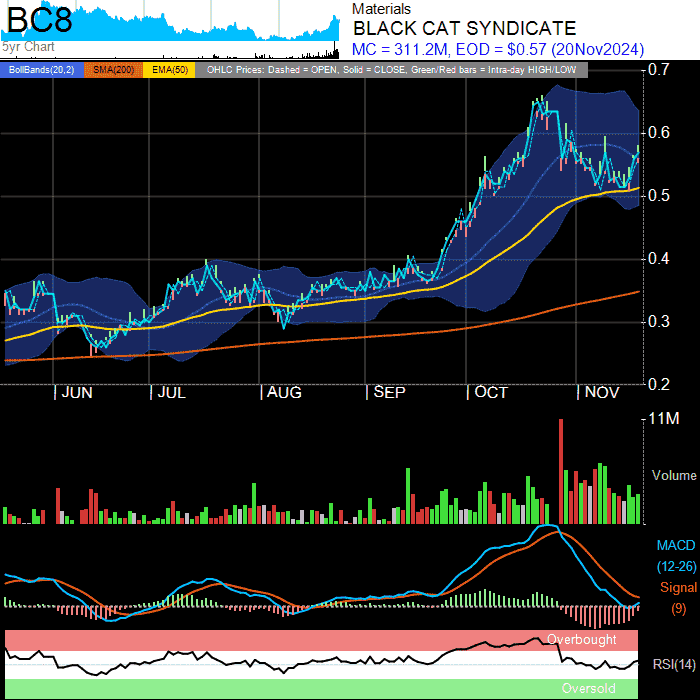 BC8
Materials
BLACK CAT SYNDICATE
5yr Chart
MC = 311.2M, EOD = $0.57 (20Nov2024)
BollBands(20,2) SMA(200) EMA(50) OHLC Prices: Dashed = OPEN, Solid = CLOSE, Green/Red bars = Intra-day HIGH/LOW
0.7
0.6
0.5
0.4
0.3
0.2
JUN JUL AUG SEP OCT NOV
11M
Volume
MACD
(12-26)
Signal
(9)
Overbought
RSI(14)
Oversold